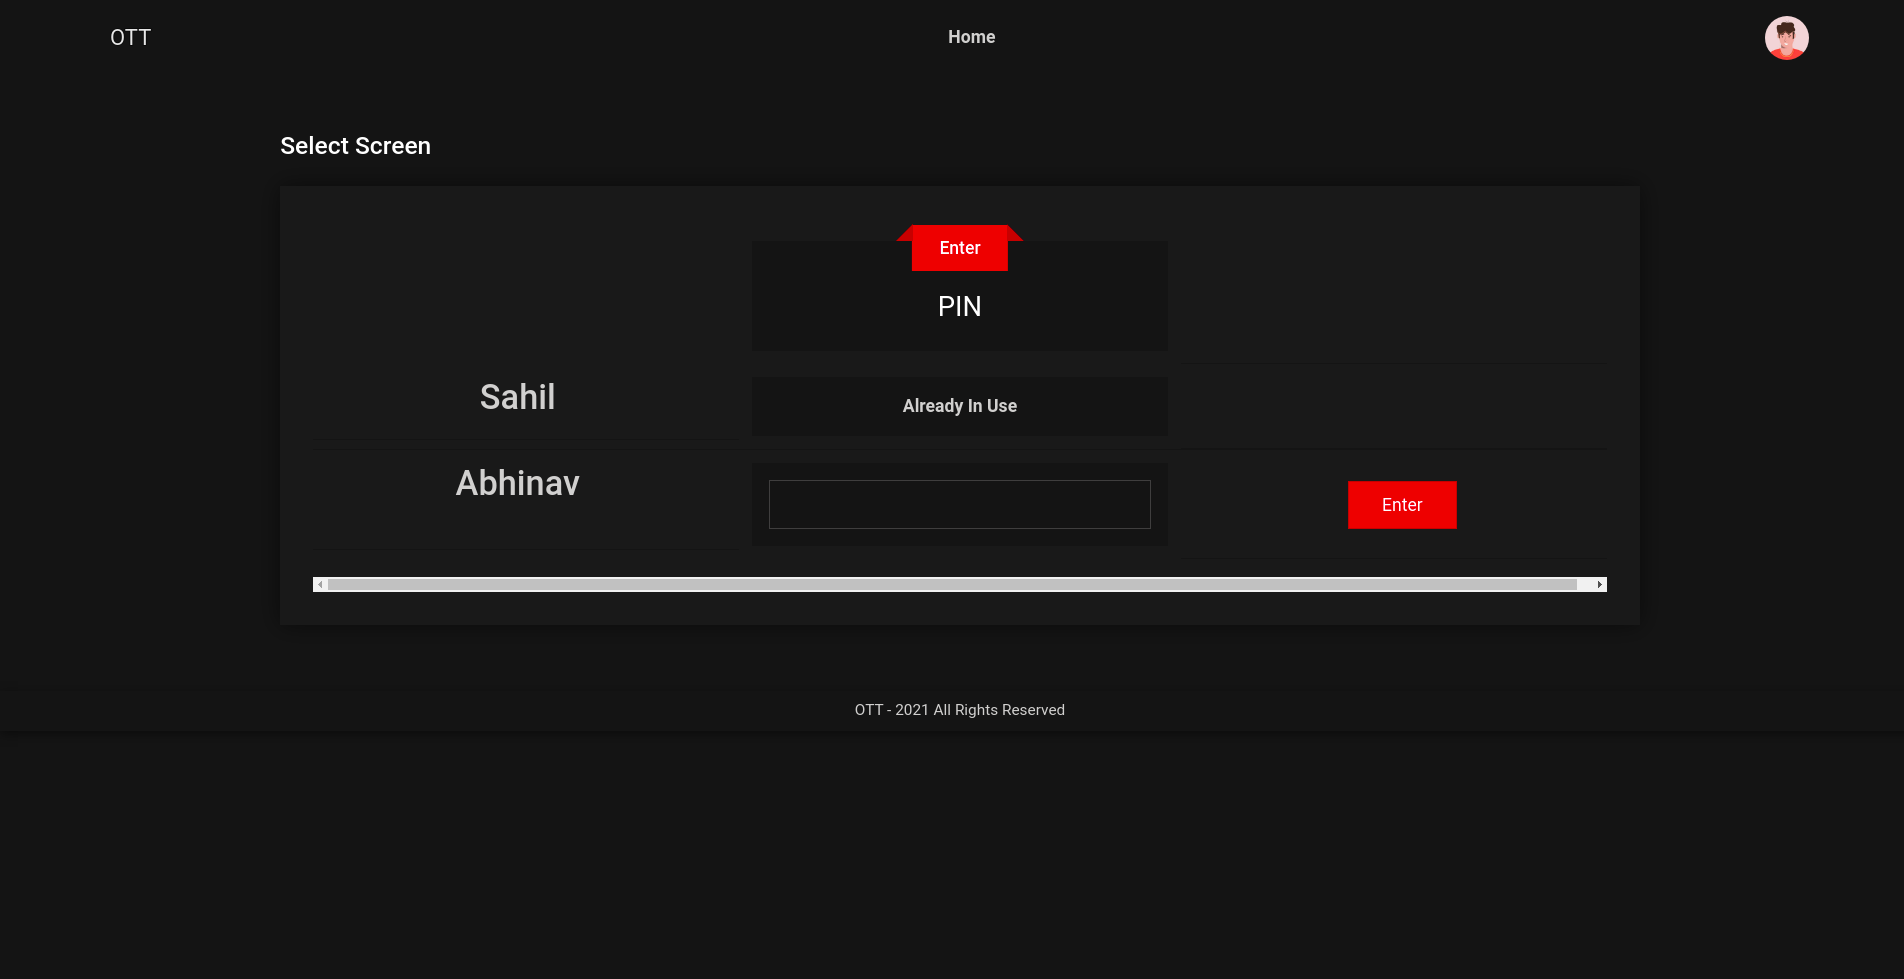 OTT
Home
Select Screen
Enter
PIN
Sahil
Already In Use
Abhinav
Enter
OTT - 2021 All Rights Reserved